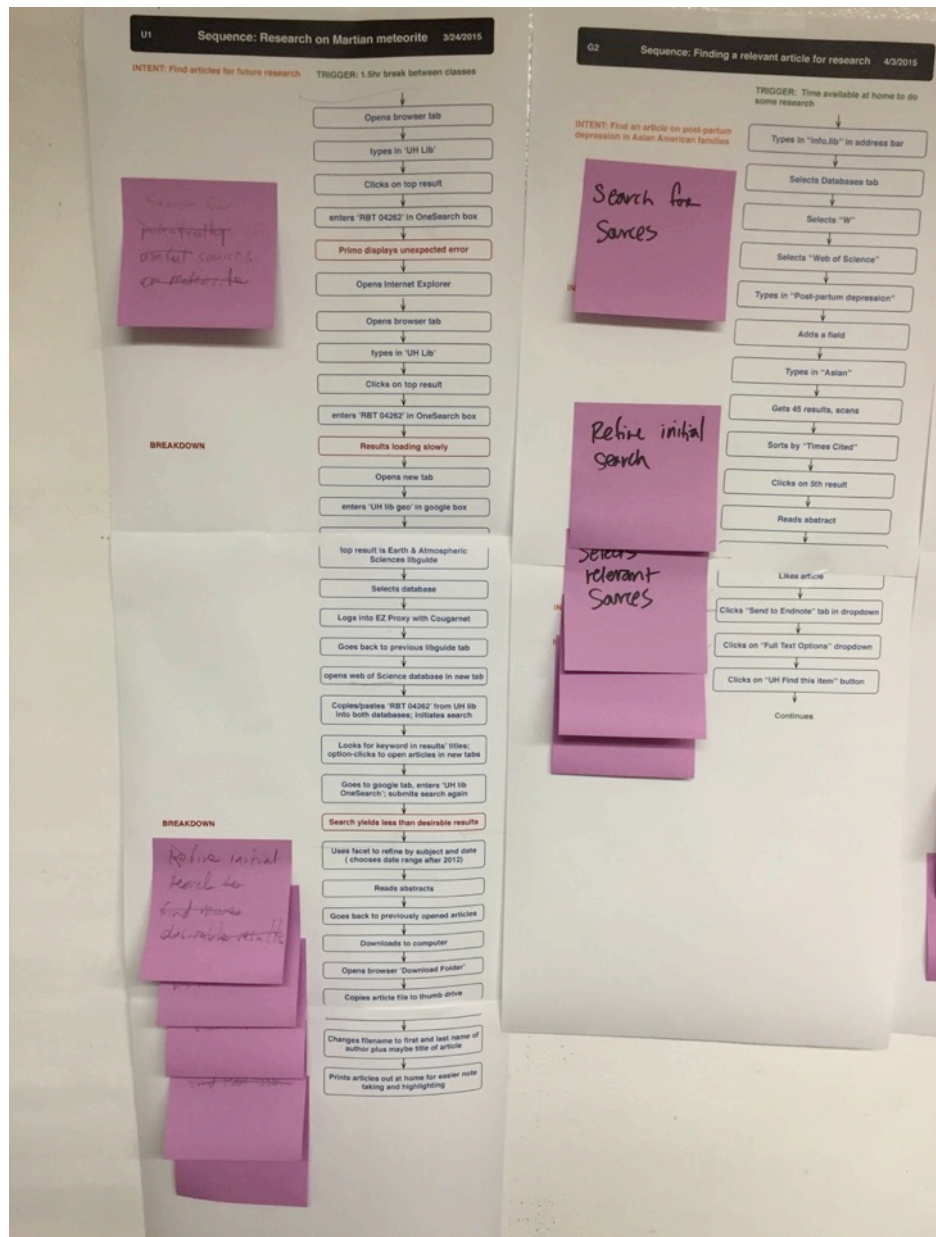 U1 Sequence: Research on Martian meteorite 3/24/2015
INTENT: Find articles for future research
TRIGGER: 1.5hr break between classes
Opens browser tab
types in 'UH Lib'
Clicks on top result
enters 'RBT 04262' in OneSearch box
Primo displays unexpected error
Opens Internet Explorer
Opens browser tab
types in 'UH Lib'
Clicks on top result
enters 'RBT 04262' in OneSearch box
BREAKDOWN
Results loading slowly
Opens new tab
enters 'UH lib geo' in google box
top result is Earth & Atmospheric
Sciences libguide
Selects database
Logs into EZ Proxy with Cougarnet
Goes back to previous libguide tab
opens web of Science database in new tab
Copies/pastes 'RBT 04262' from UH lib
into both databases; initiates search
Looks for keyword in results' titles;
option-clicks to open articles in new tabs
Goes to google tab, enters 'UH lib
OneSearch'; submits search again
BREAKDOWN
Search yields less than desirable results
Uses facet to refine by subject and date
( chooses date range after 2012)
Reads abstracts
Goes back to previously opened articles
Downloads to computer
Opens browser 'Download Folder'
Copies article file to thumb drive
Changes filename to first and last name of
author plus maybe title of article
Prints articles out at home for easier note
taking and highlighting
Search for
potentially
useful sources
on meteorite
Refine initial
search to
find more
desirable results
G2 Sequence: Finding a relevant article for research 4/3/2015
TRIGGER: Time available at home to do
some research
INTENT: Find an article on post-partum
depression in Asian American families
Types in "info.lib" in address bar
Selects Databases tab
Selects "W"
Selects "Web of Science"
Types in "Post-partum depression"
Adds a field
Types in "Asian"
Gets 45 results, scans
Sorts by "Times Cited"
Clicks on 5th result
Reads abstract
Likes article
Clicks "Send to Endnote" tab in dropdown
Clicks on "Full Text Options" dropdown
Clicks on "UH Find this item" button
Continues
Search for
Sources
IN
Refine initial
search
Selects
relevant
Sources
IN